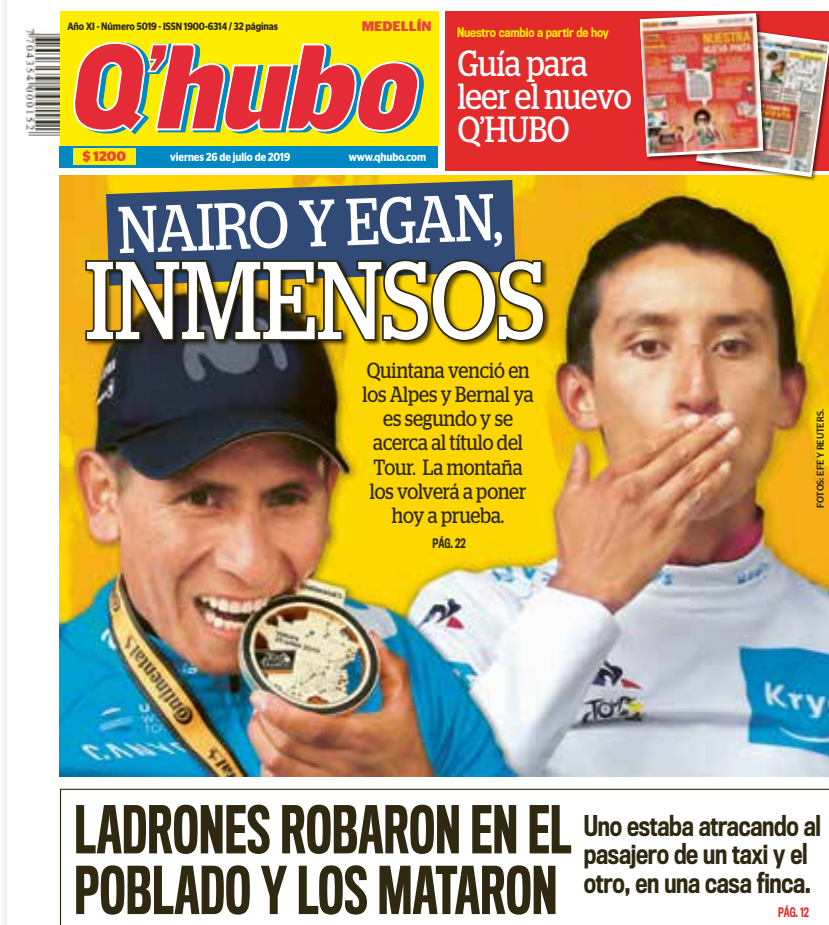 Año XI - Número 5019 - ISSN 1900-6314 / 32 páginas
MEDELLÍN
Q'hubo
$ 1200
viernes 26 de julio de 2019
www.qhubo.com
7704354000152
Nuestro cambio a partir de hoy
Guía para
leer el nuevo
Q'HUBO
NUESTRA
NUEVA PINTA
NAIRO Y EGAN,
INMENSOS
Quintana venció en
los Alpes y Bernal ya
es segundo y se
acerca al título del
Tour. La montaña
los volverá a poner
hoy a prueba.
PÁG. 22
FOTOS: EFE Y REUTERS.
Continental's
CANY
TOUR
Kry
LADRONES ROBARON EN EL
POBLADO Y LOS MATARON
Uno estaba atracando al
pasajero de un taxi y el
otro, en una casa finca.
PÁG. 12